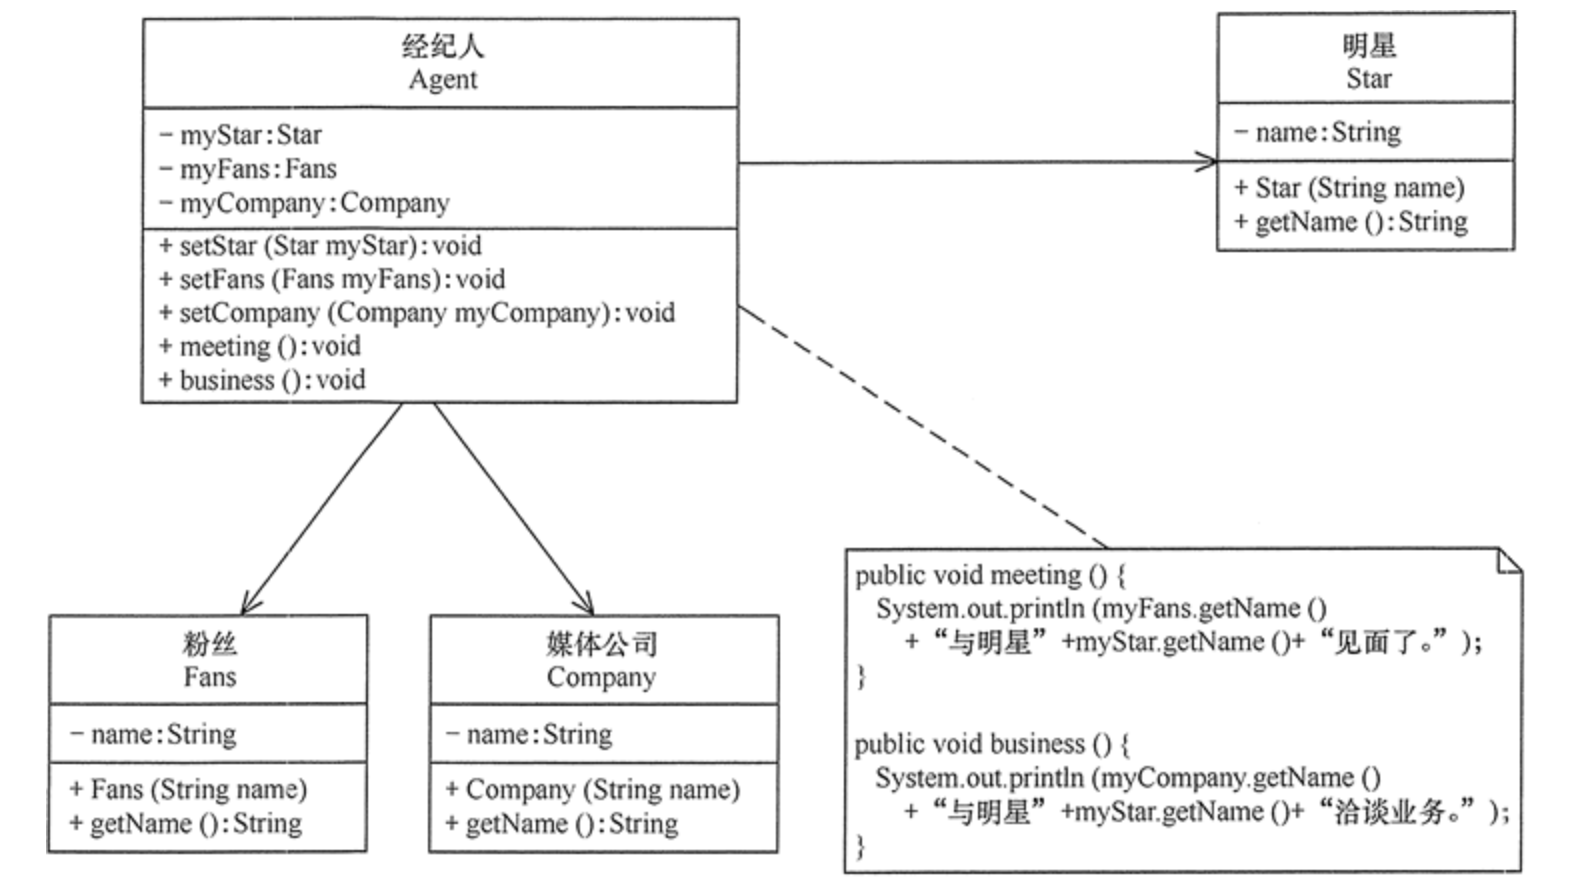 经纪人
Agent
- myStar:Star
- myFans:Fans
- myCompany:Company
+ setStar (Star myStar):void
+ setFans (Fans myFans):void
+ setCompany (Company myCompany):void
+ meeting ():void
+ business ():void
明星
Star
- name:String
+ Star (String name)
+ getName ():String
粉丝
Fans
- name:String
+ Fans (String name)
+ getName ():String
媒体公司
Company
- name:String
+ Company (String name)
+ getName ():String
public void meeting () {
System.out.println (myFans.getName ()
+ “与明星” +myStar.getName ()+ “见面了。” );
}
public void business () {
System.out.println (myCompany.getName ()
+ “与明星” +myStar.getName ()+ “洽谈业务。” );
}